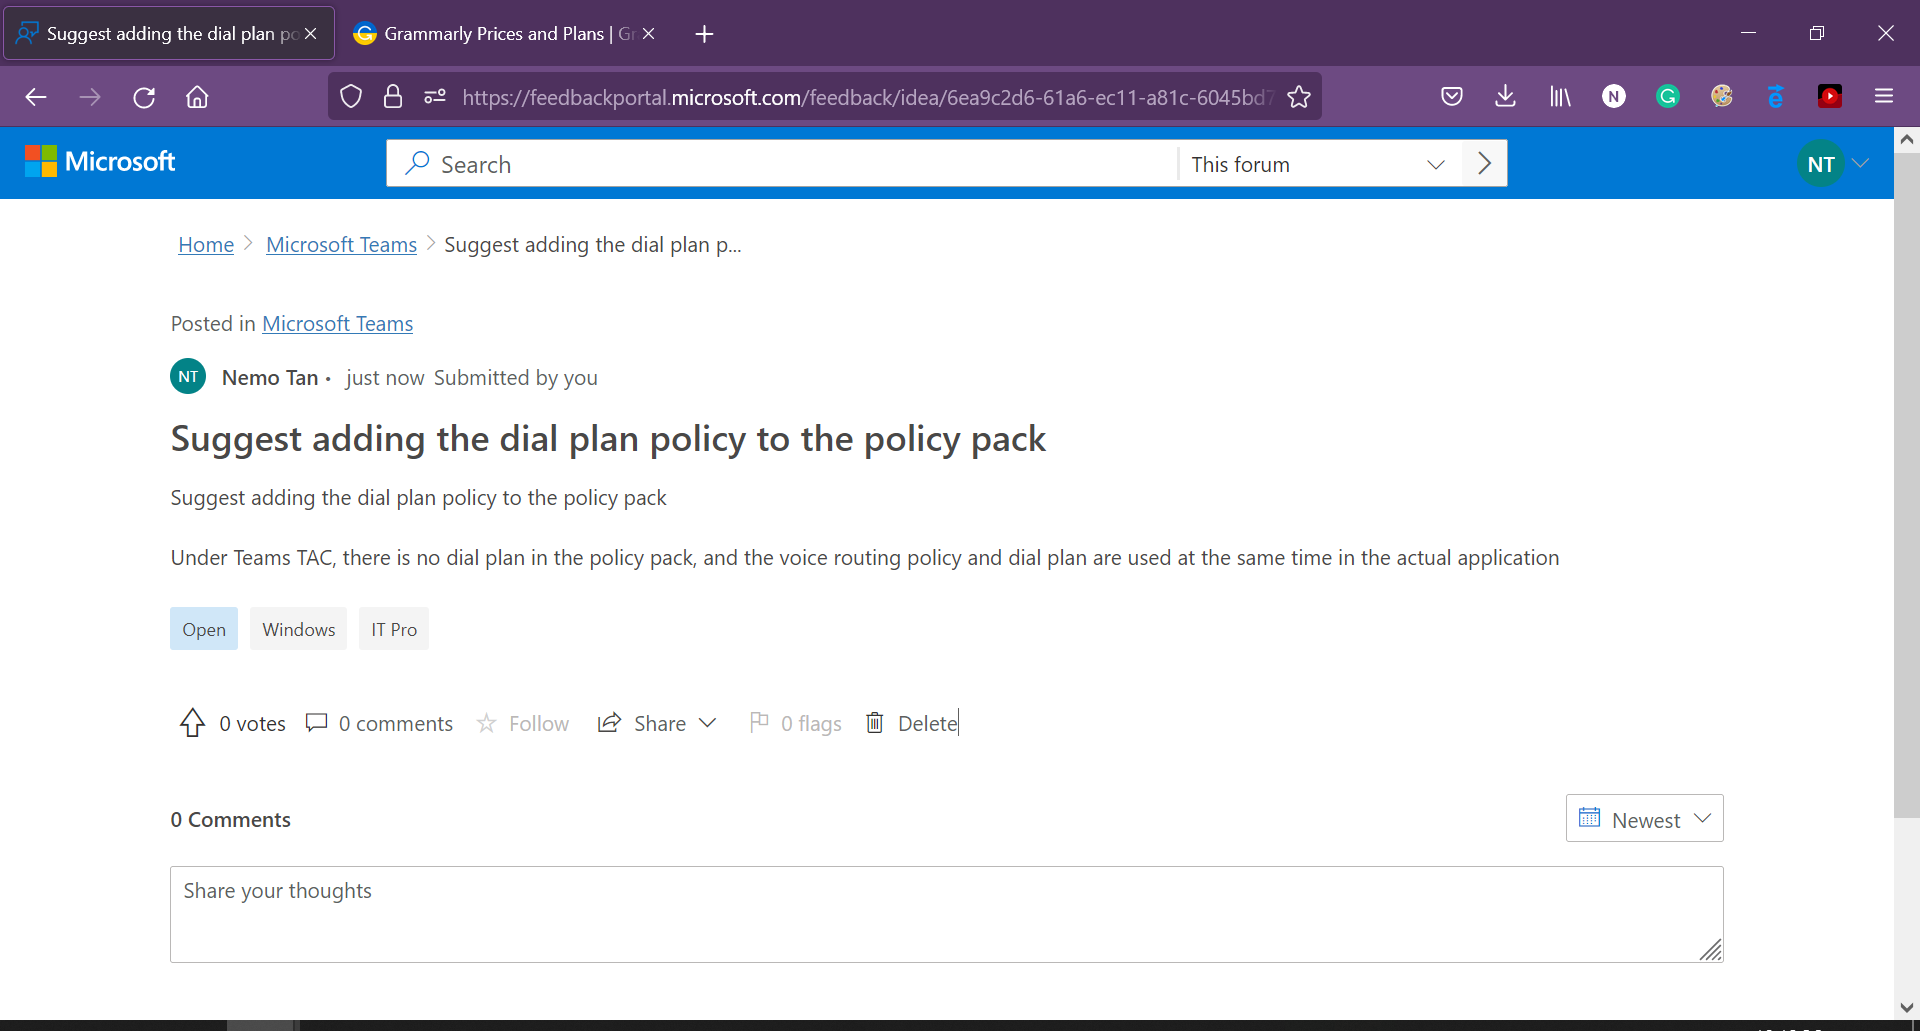 Suggest adding the dial plan po
Grammarly Prices and Plans | Gr
https://feedbackportal.microsoft.com/feedback/idea/6ea9c2d6-61a6-ec11-a81c-6045bd7
N
G
Microsoft
Search
This forum
NT
Home
Microsoft Teams
Suggest adding the dial plan p...
Posted in Microsoft Teams
NT
Nemo Tan • just now Submitted by you
Suggest adding the dial plan policy to the policy pack
Suggest adding the dial plan policy to the policy pack
Under Teams TAC, there is no dial plan in the policy pack, and the voice routing policy and dial plan are used at the same time in the actual application
Open
Windows
IT Pro
0 votes
0 comments
Follow
Share
0 flags
Delete
0 Comments
Newest
Share your thoughts